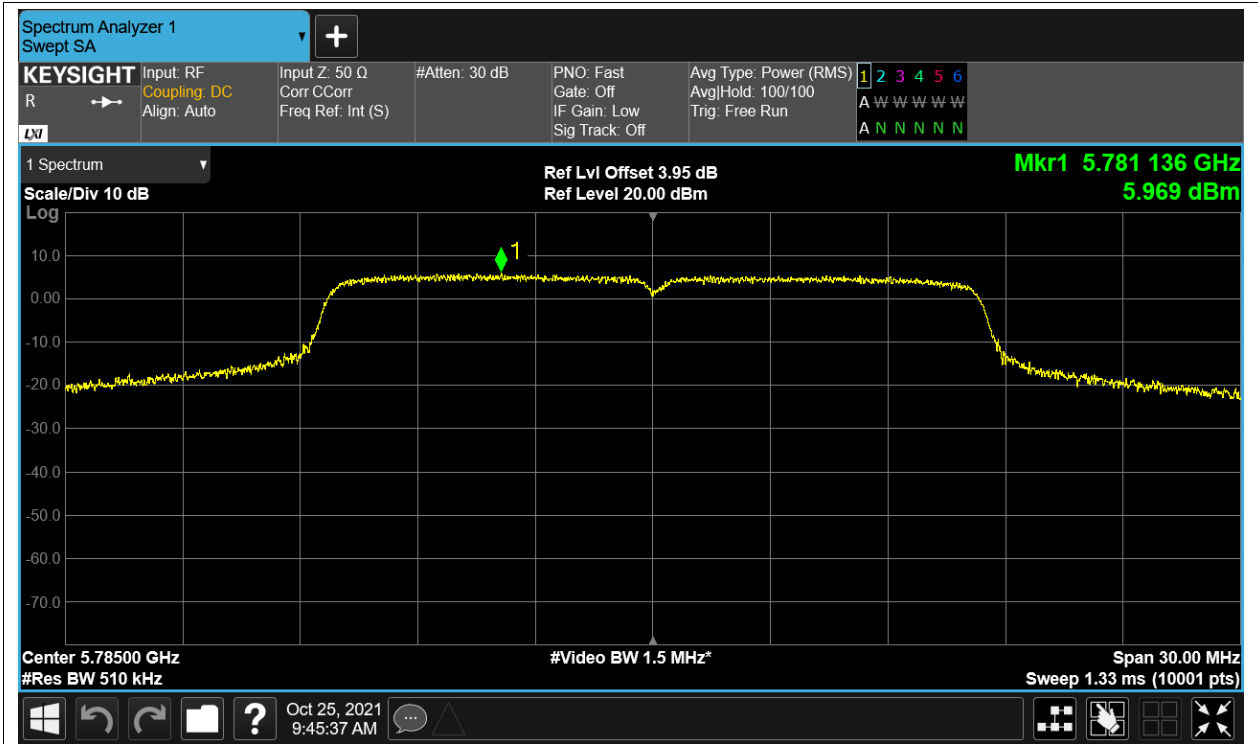 Spectrum Analyzer 1
Swept SA
KEYSIGHT
R
LXI
Input: RF
Coupling: DC
Align: Auto
Input Z: 50 Ω
Corr CCorr
Freq Ref: Int (S)
#Atten: 30 dB
PNO: Fast
Gate: Off
IF Gain: Low
Sig Track: Off
Avg Type: Power (RMS)
Avg|Hold: 100/100
Trig: Free Run
1 2 3 4 5 6
A W W W W W
A N N N N N
1 Spectrum
Scale/Div 10 dB
Log
Ref Lvl Offset 3.95 dB
Ref Level 20.00 dBm
Mkr1 5.781 136 GHz
5.969 dBm
1
10.0
0.00
-10.0
-20.0
-30.0
-40.0
-50.0
-60.0
-70.0
Center 5.78500 GHz
#Res BW 510 kHz
#Video BW 1.5 MHz*
Span 30.00 MHz
Sweep 1.33 ms (10001 pts)
?
Oct 25, 2021
9:45:37 AM